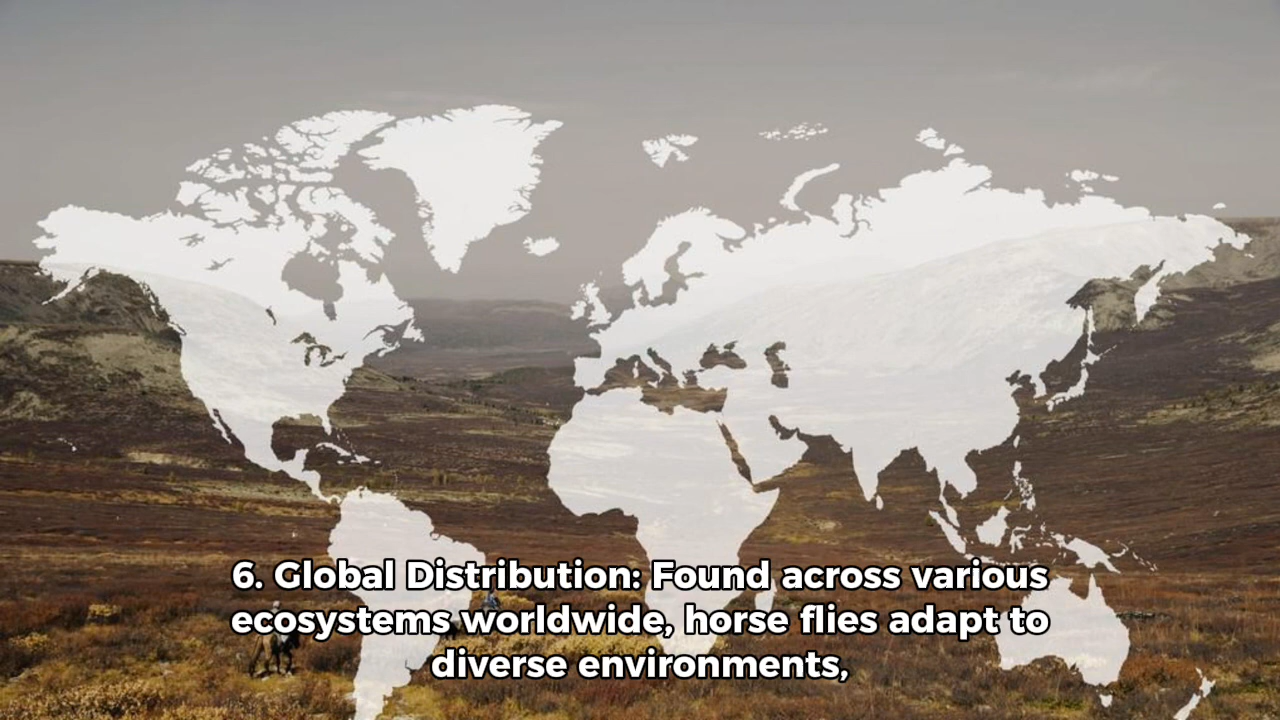 6. Global Distribution: Found across various
ecosystems worldwide, horse flies adapt to
diverse environments,